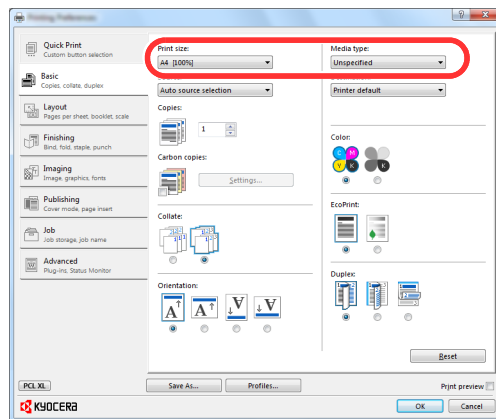 Printing Preferences
Quick Print
Custom button selection
Basic
Copies, collate, duplex
Layout
Pages per sheet, booklet, scale
Finishing
Bind, fold, staple, punch
Imaging
Image, graphics, fonts
Publishing
Cover mode, page insert
Job
Job storage, job name
Advanced
Plug-ins, Status Monitor
Print size:
A4 [100%]
Auto source selection
Copies:
1
Carbon copies:
Settings...
Collate:
Orientation:
A A A A
Media type:
Unspecified
Printer default
Color:
C M
Y K K
EcoPrint:
Duplex:
Reset
PCL XL
Save As...
Profiles...
Print preview
KYOCERA
OK
Cancel